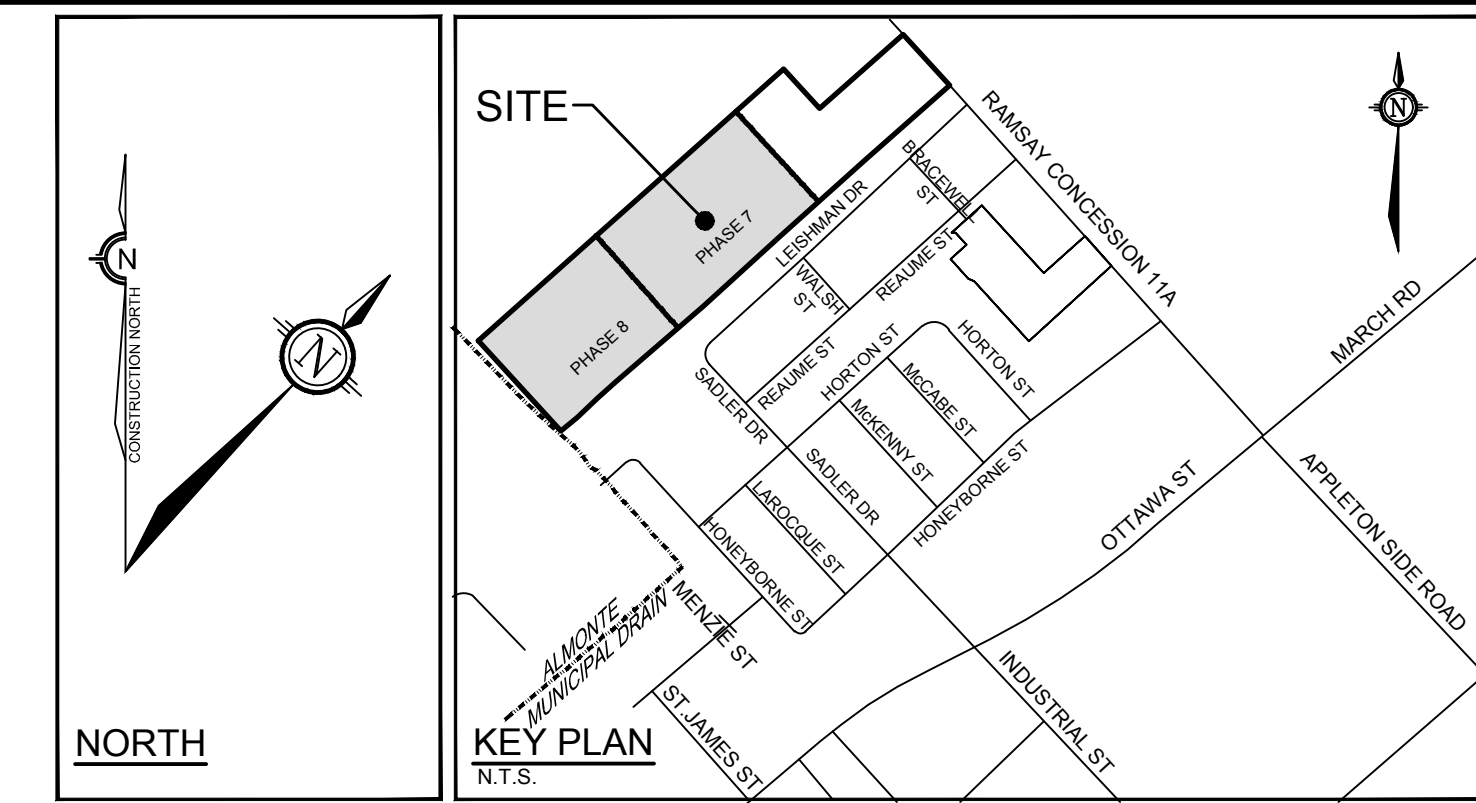 N
CONSTRUCTION NORTH
N
NORTH
SITE
PHASE 7
PHASE 8
N
RAMSAY CONCESSION 11A
BRACEWELL
ST
LEISHMAN DR
WALSH
ST
REAUME ST
REAUME ST
HORTON ST
HORTON ST
SADLER DR
McCABE ST
McKENNY ST
SADLER DR
LAROCQUE ST
HONEYBORNE ST
HONEYBORNE ST
MARCH RD
OTTAWA ST
APPLETON SIDE ROAD
INDUSTRIAL ST
MENZIE ST
ALMONTE
MUNICIPAL DRAIN
ST.JAMES ST
KEY PLAN
N.T.S.